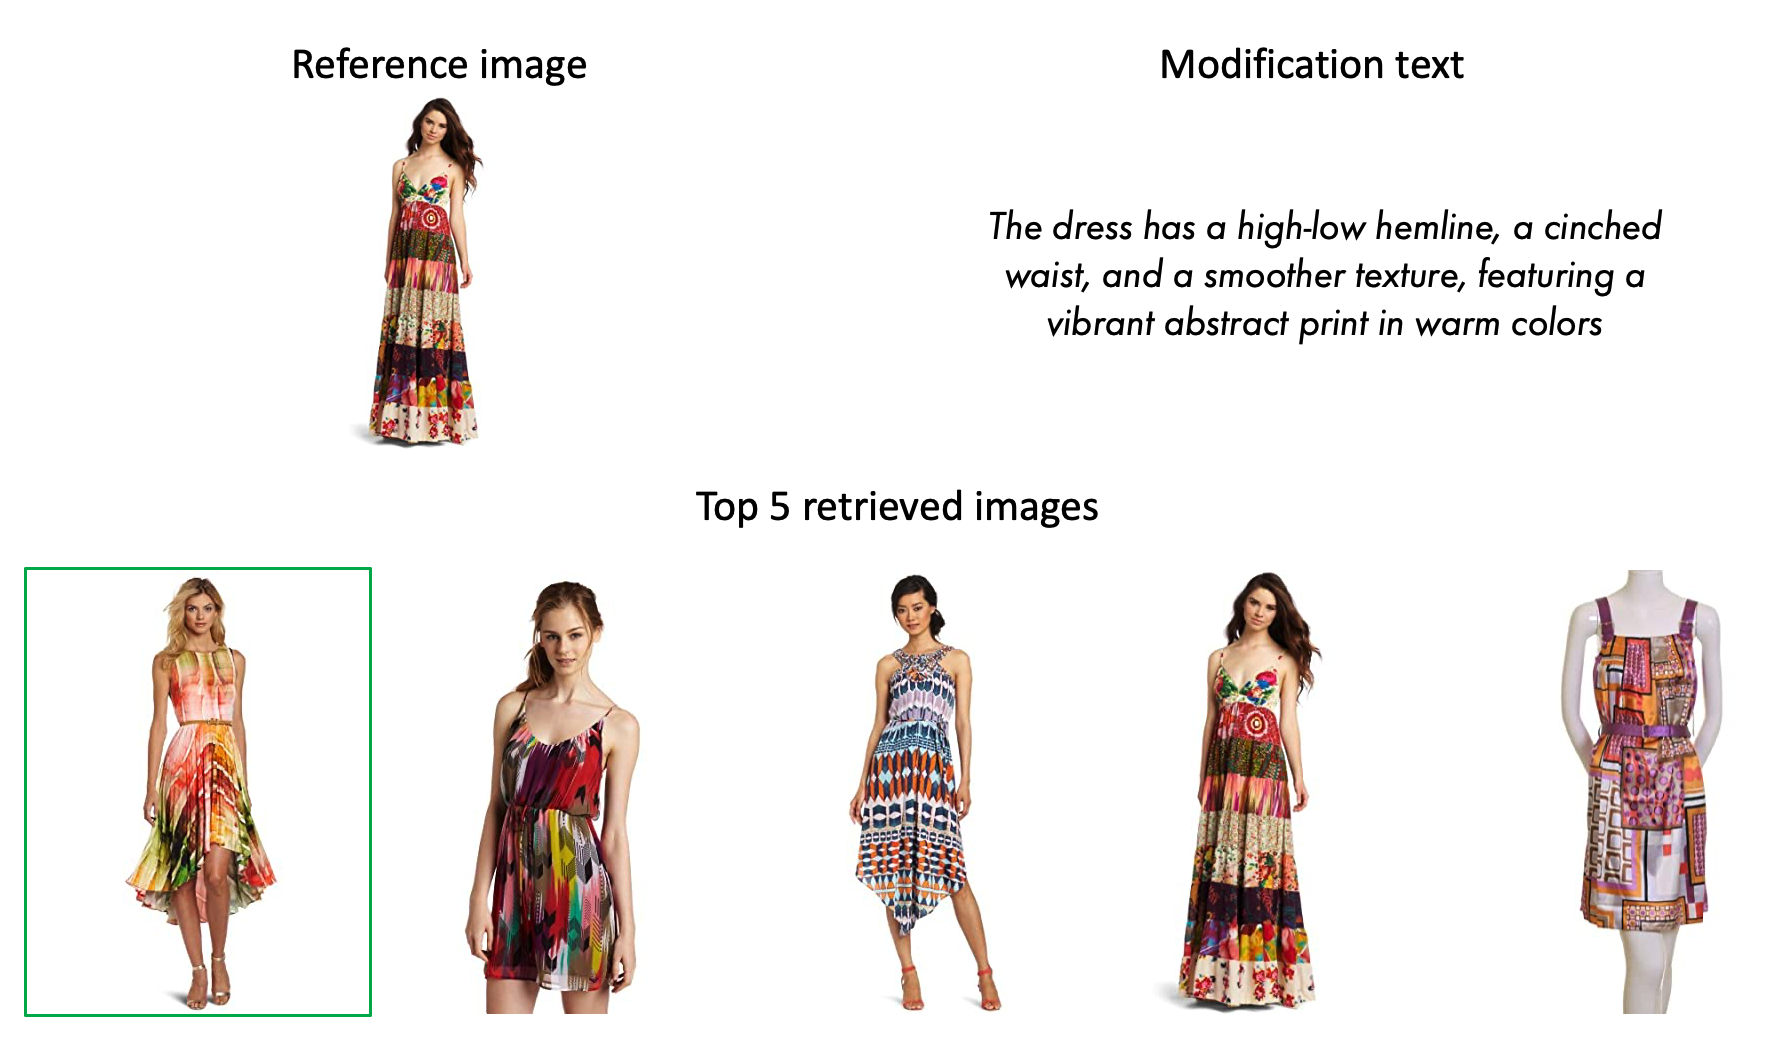 Reference image
Modification text
The dress has a high-low hemline, a cinched
waist, and a smoother texture, featuring a
vibrant abstract print in warm colors
Top 5 retrieved images